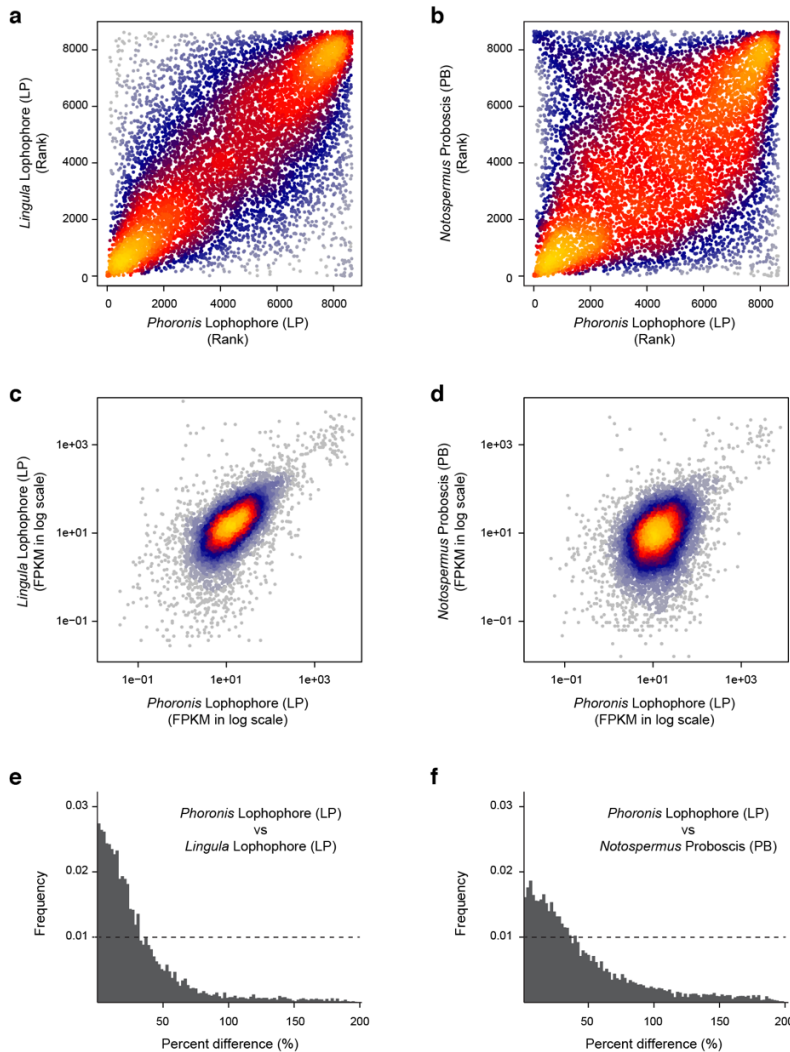 a
Lingula Lophophore (LP)
(Rank)
8000
6000
4000
2000
0
0 2000 4000 6000 8000
Phoronis Lophophore (LP)
(Rank)
b
Notospermus Proboscis (PB)
(Rank)
8000
6000
4000
2000
0
0 2000 4000 6000 8000
Phoronis Lophophore (LP)
(Rank)
c
Lingula Lophophore (LP)
(FPKM in log scale)
1e+03
1e+01
1e−01
1e−01 1e+01 1e+03
Phoronis Lophophore (LP)
(FPKM in log scale)
d
Notospermus Proboscis (PB)
(FPKM in log scale)
1e+03
1e+01
1e−01
1e−01 1e+01 1e+03
Phoronis Lophophore (LP)
(FPKM in log scale)
e
Frequency
0.03
0.02
0.01
Phoronis Lophophore (LP)
vs
Lingula Lophophore (LP)
50 100 150 200
Percent difference (%)
f
Frequency
0.03
0.02
0.01
Phoronis Lophophore (LP)
vs
Notospermus Proboscis (PB)
50 100 150 200
Percent difference (%)